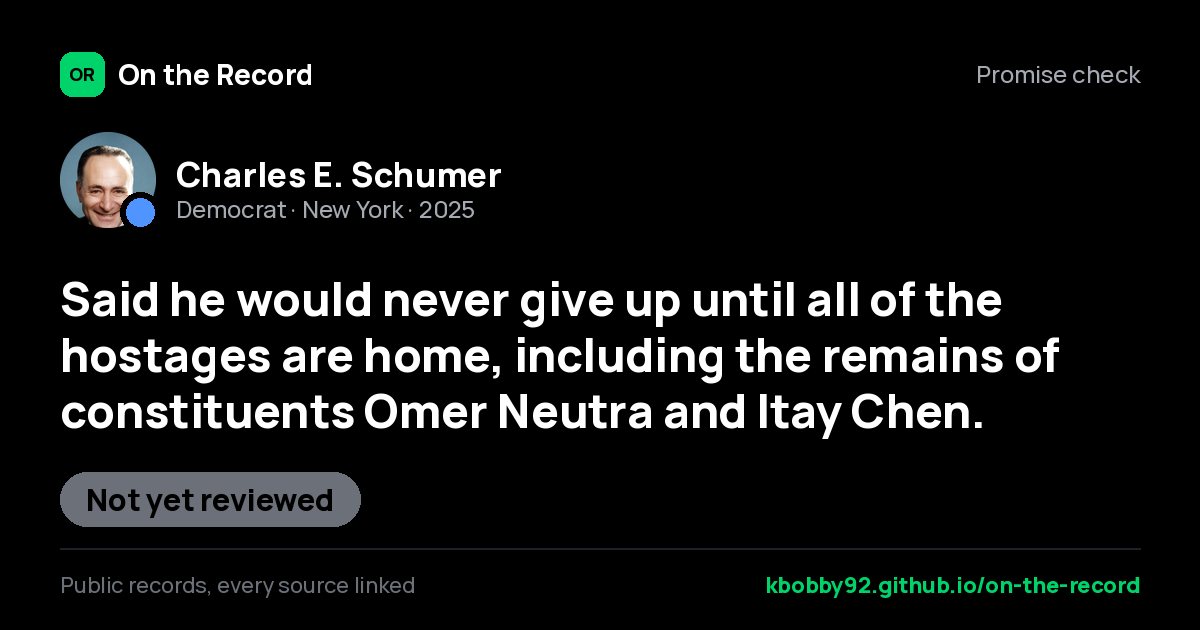 OR On the Record
Promise check
Charles E. Schumer
Democrat · New York · 2025
Said he would never give up until all of the
hostages are home, including the remains of
constituents Omer Neutra and Itay Chen.
Not yet reviewed
Public records, every source linked
kbobby92.github.io/on-the-record